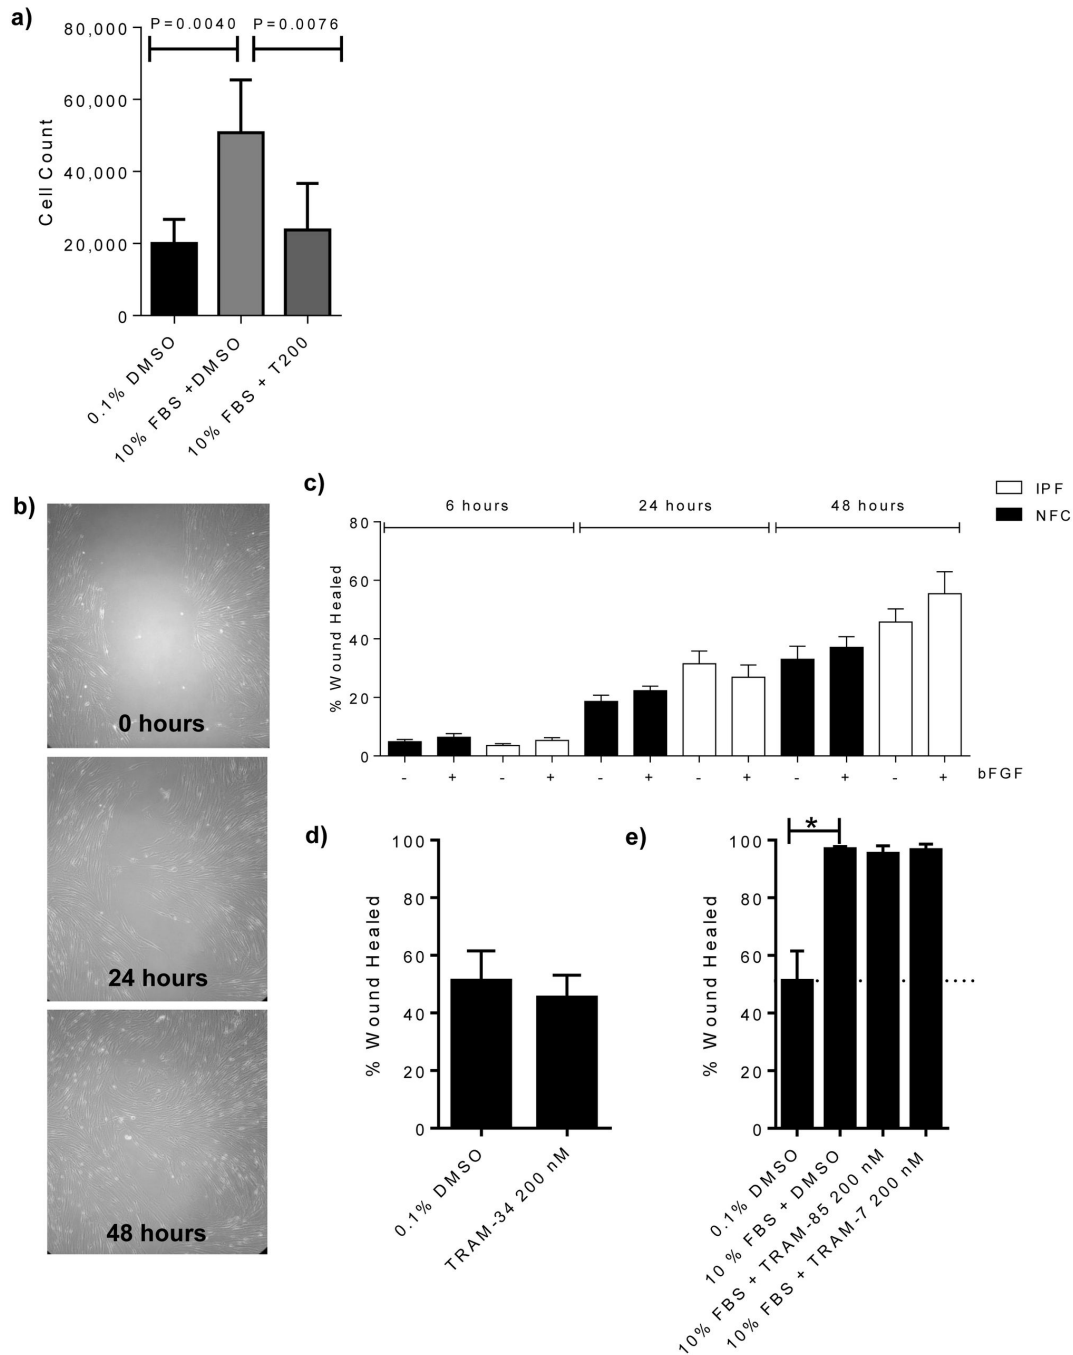 a)
P=0.0040 P=0.0076
80,000
60,000
40,000
20,000
0
Cell Count
0.1% DMSO
10% FBS +DMSO
10% FBS + T200
b)
0 hours
24 hours
48 hours
c)
6 hours 24 hours 48 hours
IPF
NFC
80
60
40
20
0
% Wound Healed
- + - + - + - + - + - + bFGF
d)
100
80
60
40
20
0
% Wound Healed
0.1% DMSO
TRAM-34 200 nM
e)
*
100
80
60
40
20
0
% Wound Healed
0.1% DMSO
10 % FBS + DMSO
10% FBS + TRAM-85 200 nM
10% FBS + TRAM-7 200 nM